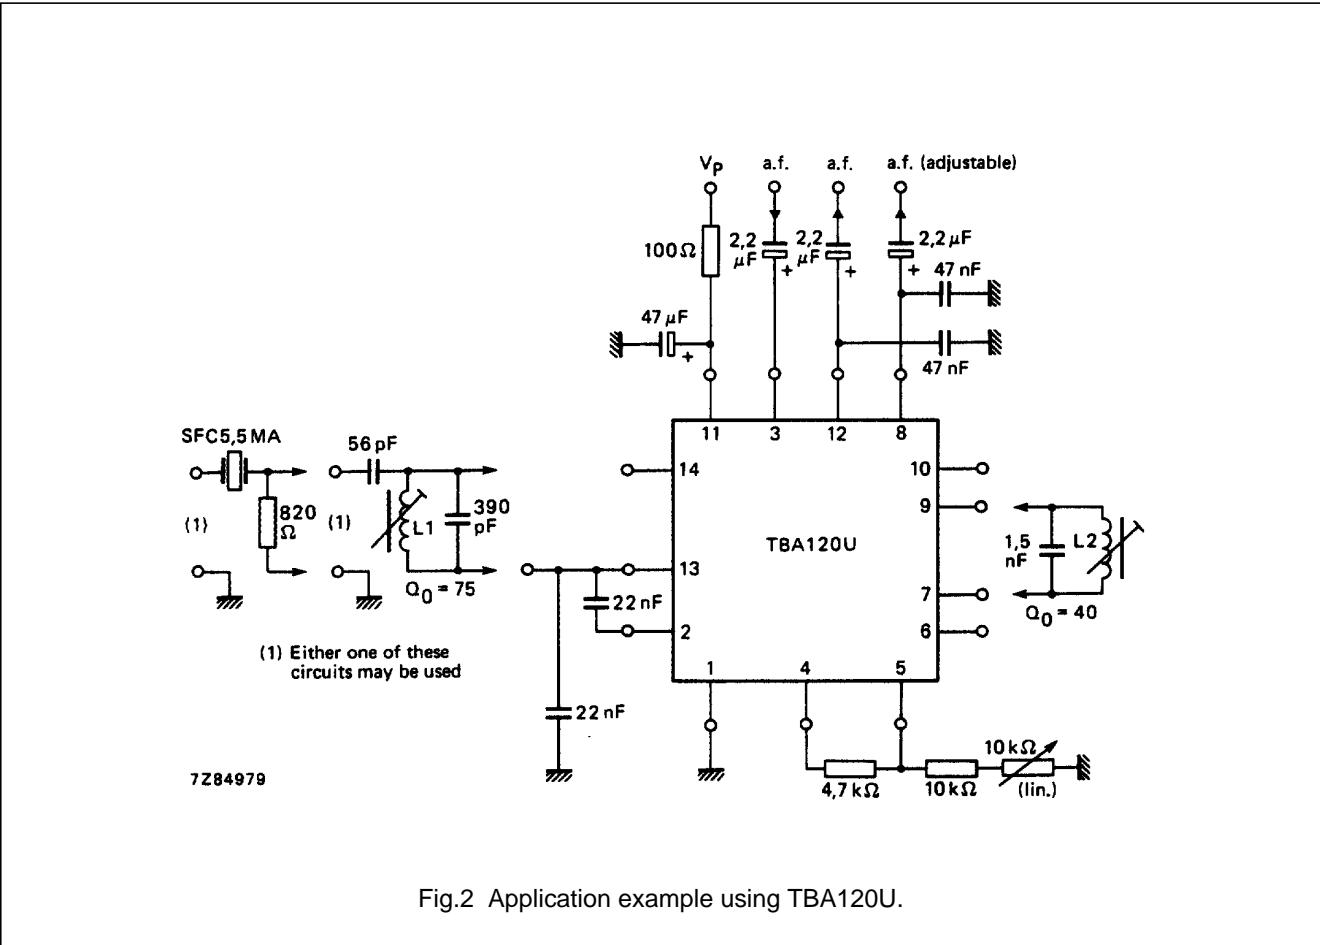 Vp a.f. a.f. a.f. (adjustable)
100Ω
2,2 μF
2,2 μF
2,2 μF
47 nF
47 μF
+ + + +
47 nF
11 3 12 8
SFC5,5MA
56 pF
14
10
9
(1)
820 Ω
(1)
L1
390 pF
TBA120U
1,5 nF
L2
13
7
Q0 = 75
22 nF
Q0 = 40
2
6
(1) Either one of these
circuits may be used
1 4 5
22 nF
10 kΩ
7Z84979
4,7 kΩ
10 kΩ
(lin.)
Fig.2 Application example using TBA120U.